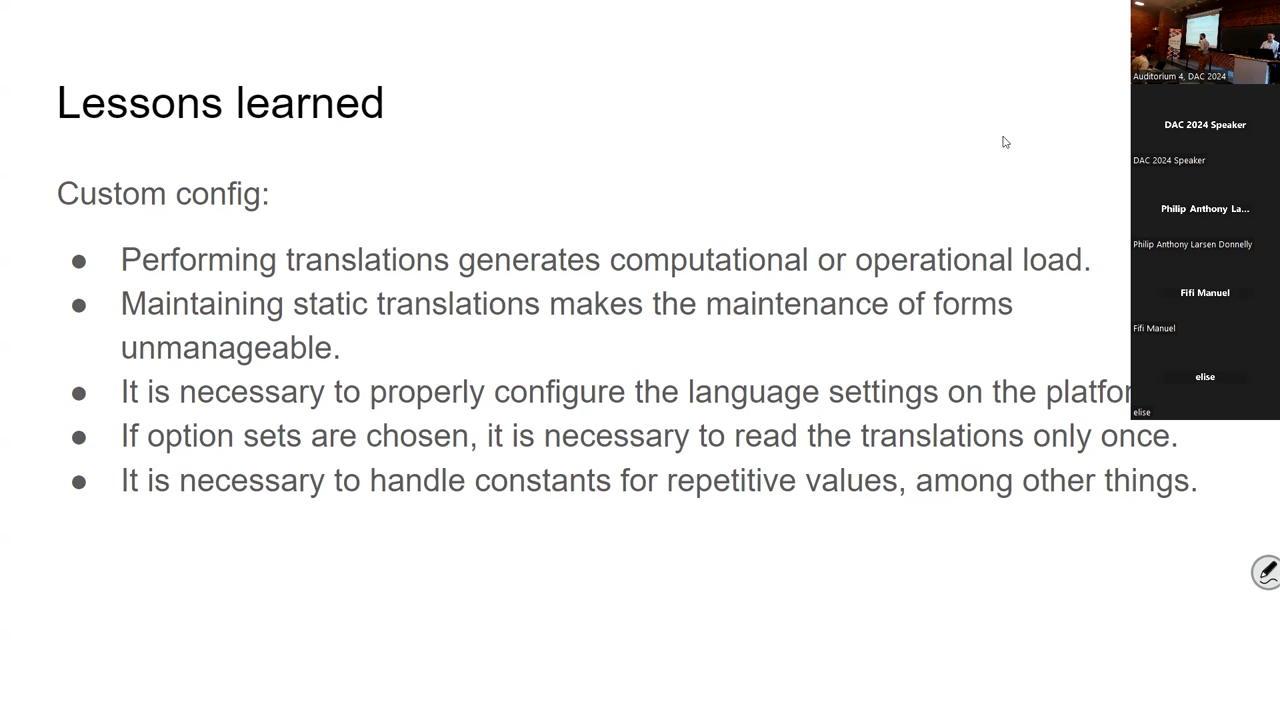 Lessons learned
Custom config:
● Performing translations generates computational or operational load.
● Maintaining static translations makes the maintenance of forms
unmanageable.
● It is necessary to properly configure the language settings on the platfor
● If option sets are chosen, it is necessary to read the translations only once.
● It is necessary to handle constants for repetitive values, among other things.
Auditorium 4, DAC 2024
DAC 2024 Speaker
DAC 2024 Speaker
Philip Anthony La...
Philip Anthony Larsen Donnelly
Fifi Manuel
Fifi Manuel
elise
elise